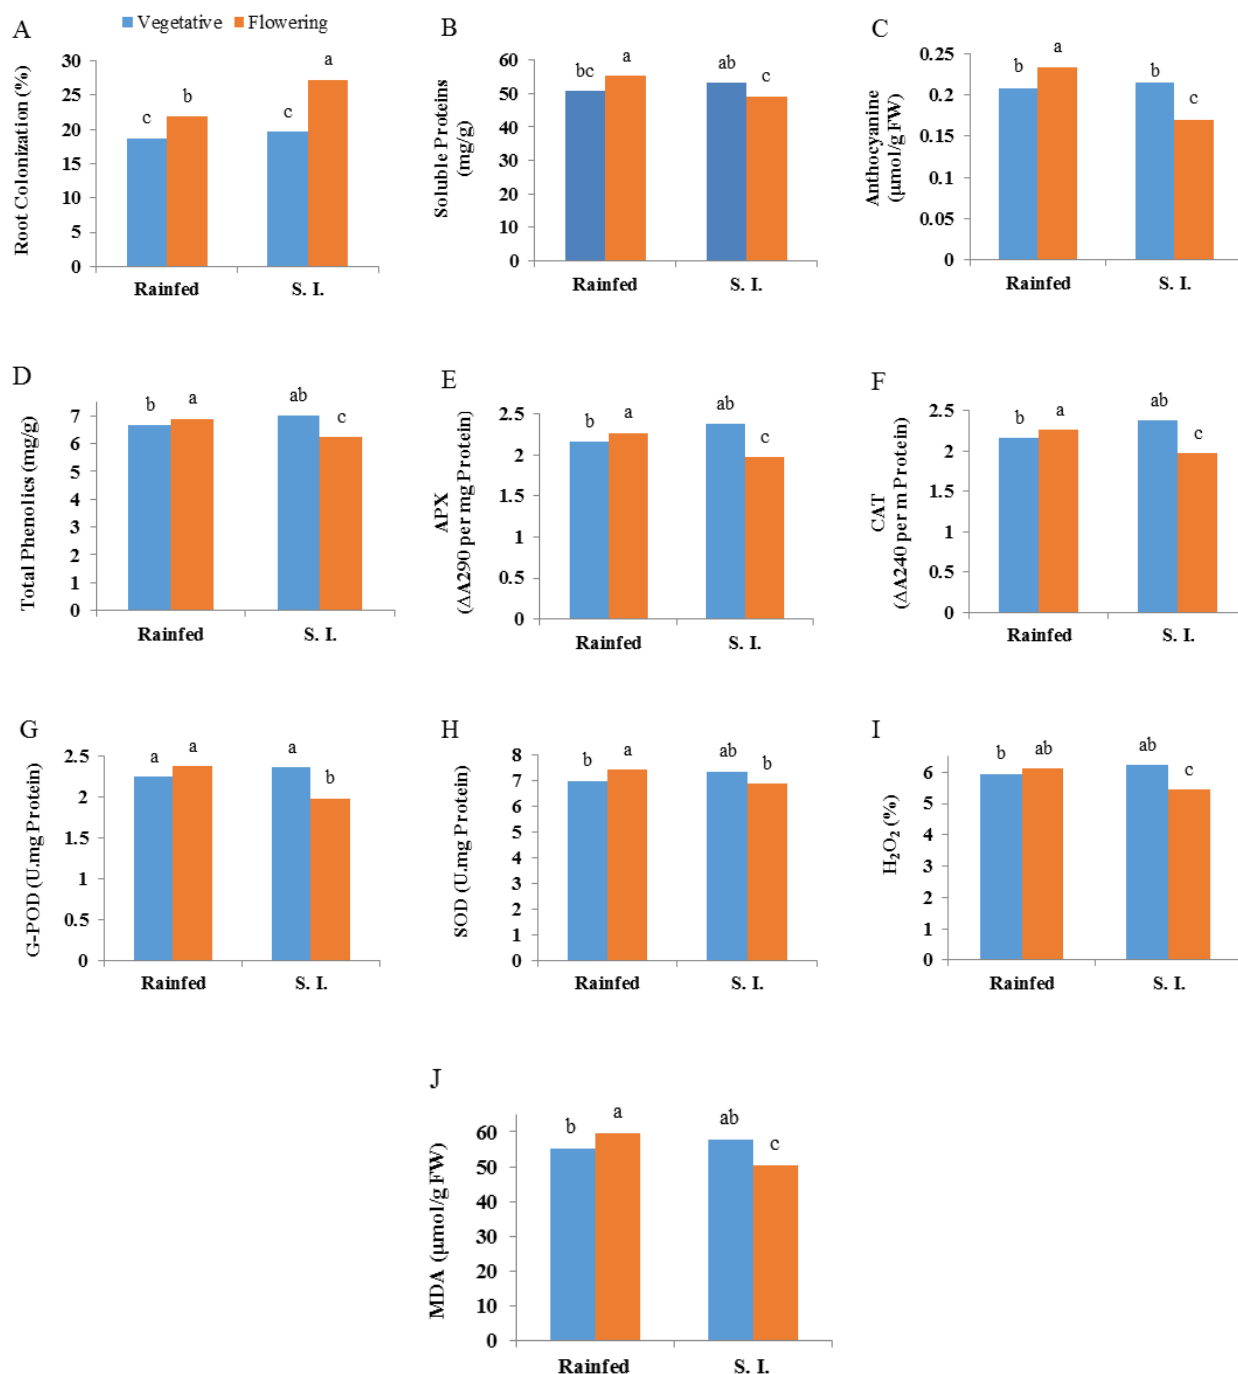 A
Vegetative Flowering
Root Colonization (%)
30
25
20
15
10
5
0
c b c a
Rainfed S. I.
B
Soluble Proteins
(mg/g)
60
50
40
30
20
10
0
bc a ab c
Rainfed S. I.
C
Anthocyanine
(µmol/g FW)
0.25
0.2
0.15
0.1
0.05
0
b a b c
Rainfed S. I.
D
Total Phenolics (mg/g)
7
6
5
4
3
2
1
0
b a ab c
Rainfed S. I.
E
APX
(ΔA290 per mg Protein)
2.5
2
1.5
1
0.5
0
b a ab c
Rainfed S. I.
F
CAT
(ΔA240 per m Protein)
2.5
2
1.5
1
0.5
0
b a ab c
Rainfed S. I.
G
G-POD (U.mg Protein)
2.5
2
1.5
1
0.5
0
a a a b
Rainfed S. I.
H
SOD (U.mg Protein)
8
7
6
5
4
3
2
1
0
b a ab b
Rainfed S. I.
I
H₂O₂ (%)
6
5
4
3
2
1
0
b ab ab c
Rainfed S. I.
J
MDA (µmol/g FW)
60
50
40
30
20
10
0
b a ab c
Rainfed S. I.